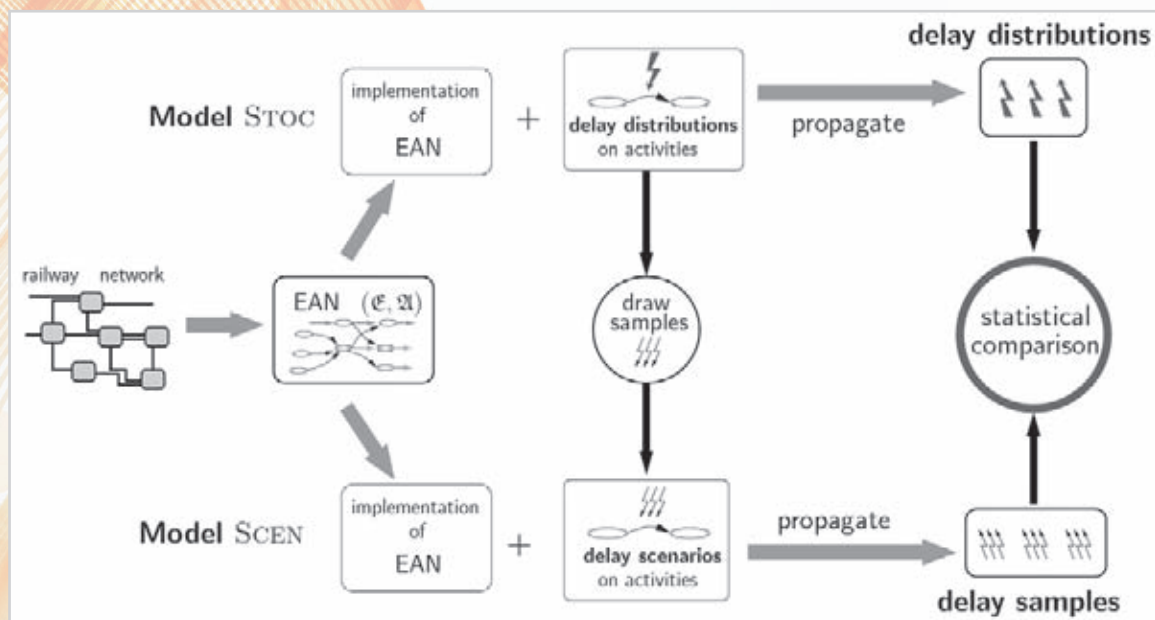 delay distributions
Model STOC
implementation
of
EAN
+
delay distributions
on activities
propagate
railway network
EAN (𝔈, 𝔄)
draw
samples
statistical
comparison
Model SCEN
implementation
of
EAN
+
delay scenarios
on activities
propagate
delay samples